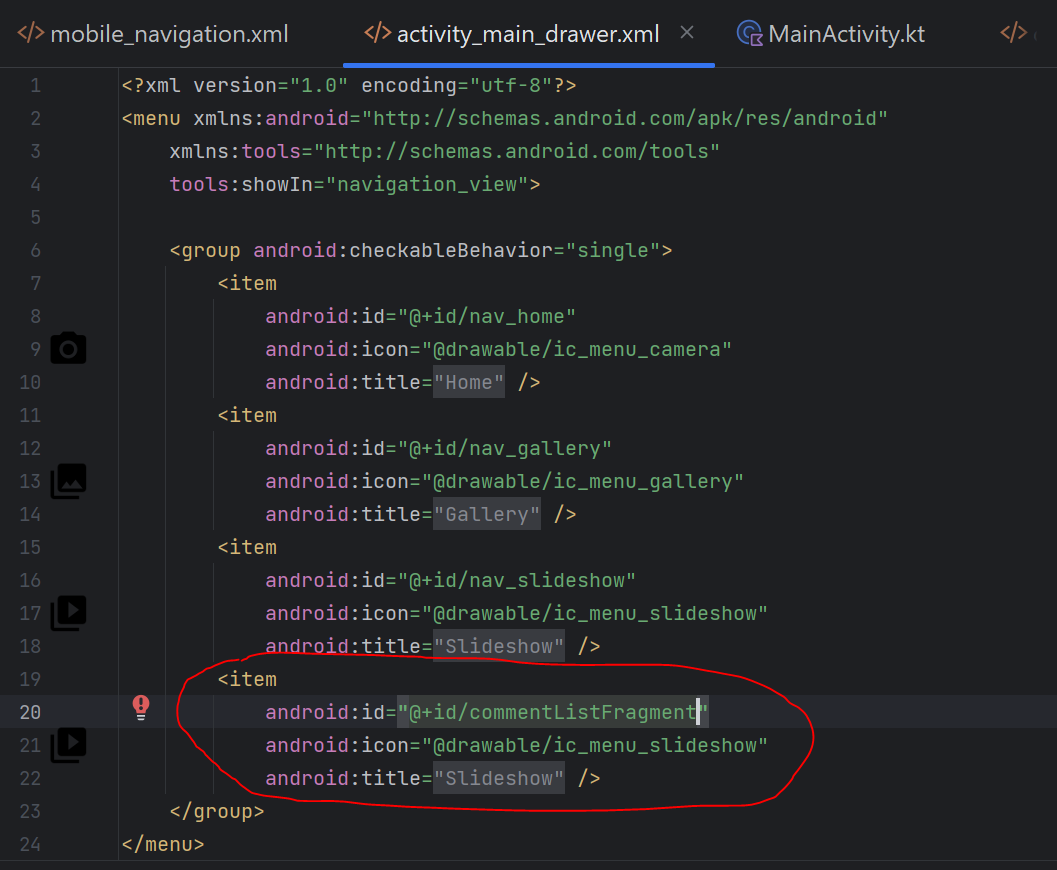 mobile_navigation.xml
activity_main_drawer.xml
MainActivity.kt
1 <?xml version="1.0" encoding="utf-8"?>
2 <menu xmlns:android="http://schemas.android.com/apk/res/android"
3 xmlns:tools="http://schemas.android.com/tools"
4 tools:showIn="navigation_view">
5
6 <group android:checkableBehavior="single">
7 <item
8 android:id="@+id/nav_home"
9 android:icon="@drawable/ic_menu_camera"
10 android:title="Home" />
11 <item
12 android:id="@+id/nav_gallery"
13 android:icon="@drawable/ic_menu_gallery"
14 android:title="Gallery" />
15 <item
16 android:id="@+id/nav_slideshow"
17 android:icon="@drawable/ic_menu_slideshow"
18 android:title="Slideshow" />
19 <item
20 android:id="@+id/commentListFragment"
21 android:icon="@drawable/ic_menu_slideshow"
22 android:title="Slideshow" />
23 </group>
24 </menu>